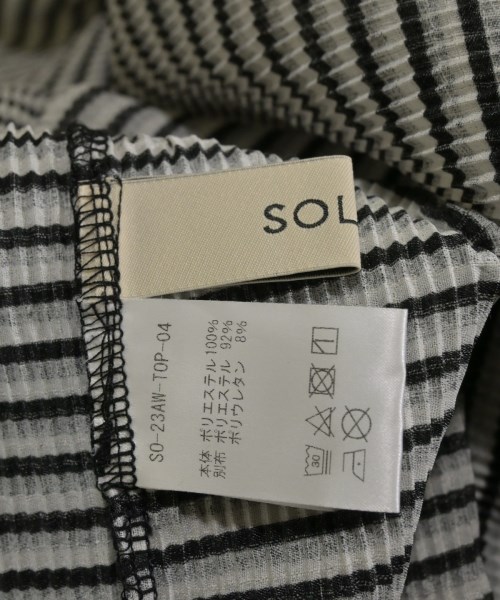 SOL
SO-23AW-TOP-04
本体 ポリエステル 100%
別布 ポリエステル 92%
ポリウレタン 8%
30